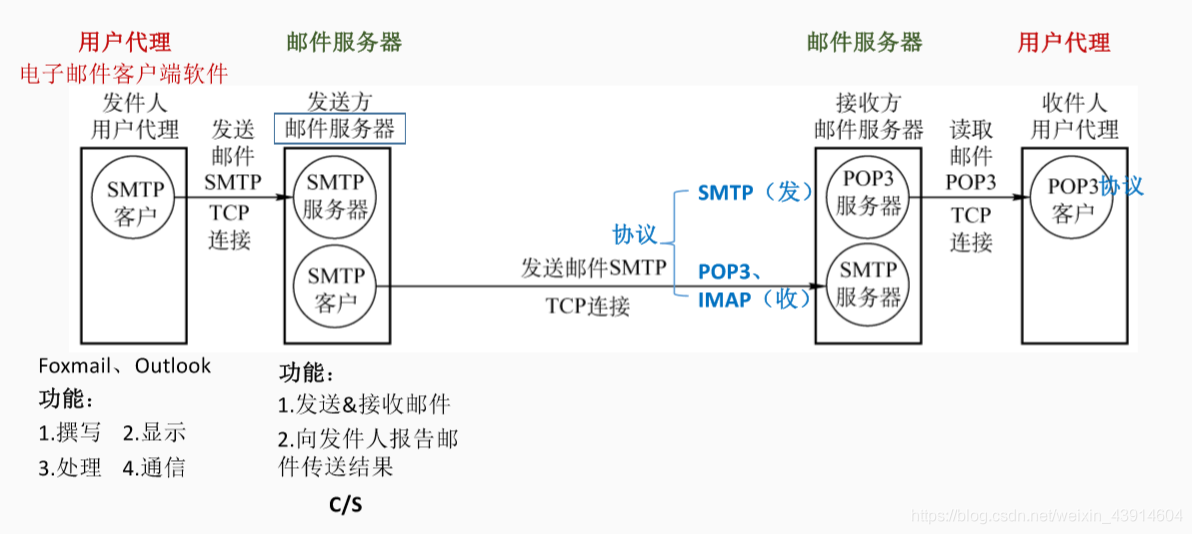 用户代理
电子邮件客户端软件
邮件服务器
邮件服务器
用户代理
发件人
用户代理
发送
邮件
SMTP
TCP
连接
发送方
邮件服务器
接收方
邮件服务器
读取
邮件
POP3
TCP
连接
收件人
用户代理
SMTP
客户
SMTP
服务器
SMTP
客户
发送邮件SMTP
TCP连接
协议
SMTP（发）
POP3、
IMAP（收）
POP3
服务器
SMTP
服务器
POP3协议
客户
Foxmail、Outlook
功能：
1.撰写 2.显示
3.处理 4.通信
功能：
1.发送&接收邮件
2.向发件人报告邮
件传送结果
C/S
https://blog.csdn.net/weixin_43914604